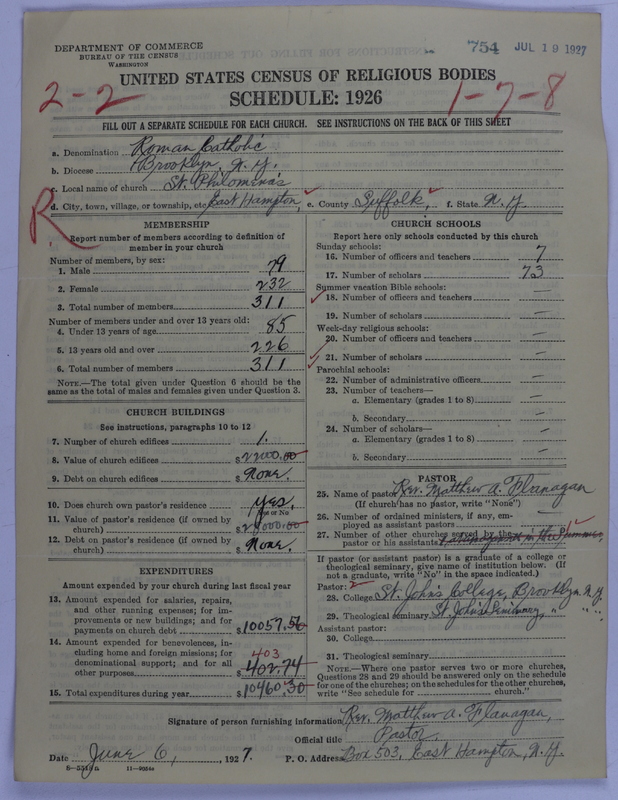 DEPARTMENT OF COMMERCE
BUREAU OF THE CENSUS
WASHINGTON
754 JUL 19 1927
UNITED STATES CENSUS OF RELIGIOUS BODIES
SCHEDULE: 1926
2-2
1-7-8
FILL OUT A SEPARATE SCHEDULE FOR EACH CHURCH. SEE INSTRUCTIONS ON THE BACK OF THIS SHEET
a. Denomination Roman Catholic
b. Diocese Brooklyn, N.Y.
c. Local name of church St. Philomena's
d. City, town, village, or township, etc East Hampton, e. County Suffolk, f. State N.Y.
R
MEMBERSHIP
Report number of members according to definition of
member in your church
Number of members, by sex:
1. Male 79
2. Female 232
3. Total number of members 311
Number of members under and over 13 years old:
4. Under 13 years of age 85
5. 13 years old and over 226
6. Total number of members 311
NOTE.—The total given under Question 6 should be
same as the total of males and females given under Question 3.
CHURCH BUILDINGS
See instructions, paragraphs 10 to 12
7. Number of church edifices 1.
8. Value of church edifices $
9. Debt on church edifices $ None.
10. Does church own pastor's residence Yes.
Yes or No
11. Value of pastor's residence (if owned by
church) $
12. Debt on pastor's residence (if owned by
church) $ None.
EXPENDITURES
Amount expended by your church during last fiscal year
13. Amount expended for salaries, repairs,
and other running expenses; for im-
provements or new buildings; and for
payments on church debt $10057.56
14. Amount expended for benevolences, in-
cluding home and foreign missions; for
denominational support; and for all
other purposes $ 403
402.74
15. Total expenditures during year $10460.30
CHURCH SCHOOLS
Report here only schools conducted by this church
Sunday schools:
16. Number of officers and teachers 7
17. Number of scholars 73
Summer vacation Bible schools:
18. Number of officers and teachers —
19. Number of scholars —
Week-day religious schools:
20. Number of officers and teachers —
21. Number of scholars —
Parochial schools:
22. Number of administrative officers —
23. Number of teachers—
a. Elementary (grades 1 to 8) —
b. Secondary —
24. Number of scholars—
a. Elementary (grades 1 to 8) —
b. Secondary —
PASTOR
25. Name of pastor Rev. Matthew A. Flanagan
(If church has no pastor, write "None")
26. Number of ordained ministers, if any, em-
ployed as assistant pastors
27. Number of other churches served by the
pastor or his assistants in the Summer,
If pastor (or assistant pastor) is a graduate of a college or
theological seminary, give name of institution below. (If
not a graduate, write "No" in the space indicated.)
Pastor:
28. College St. John's College, Brooklyn, N.Y.
29. Theological seminary St. John's Seminary, " " "
Assistant pastor:
30. College
31. Theological seminary
NOTE.—Where one pastor serves two or more churches,
Questions 28 and 29 should be answered only on the schedule
for one of the churches; on the schedules for the other churches,
write "See schedule for church."
Signature of person furnishing information Rev. Matthew A. Flanagan,
Official title Pastor,
Date June 6, 1927. P. O. Address Box 503, East Hampton, N.Y.